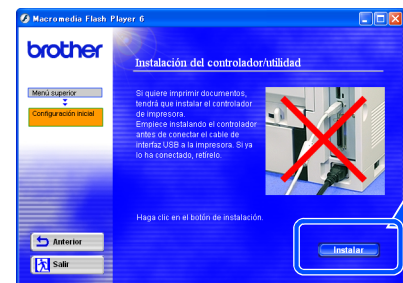 Macromedia Flash Player 6
brother
Instalación del controlador/utilidad
Menú superior
Configuración inicial
Si quiere imprimir documentos,
tendrá que instalar el controlador
de impresora.
Empiece instalando el controlador
antes de conectar el cable de
interfaz USB a la impresora. Si ya
lo ha conectado, retírelo.
Haga clic en el botón de instalación.
Anterior
Salir
Instalar